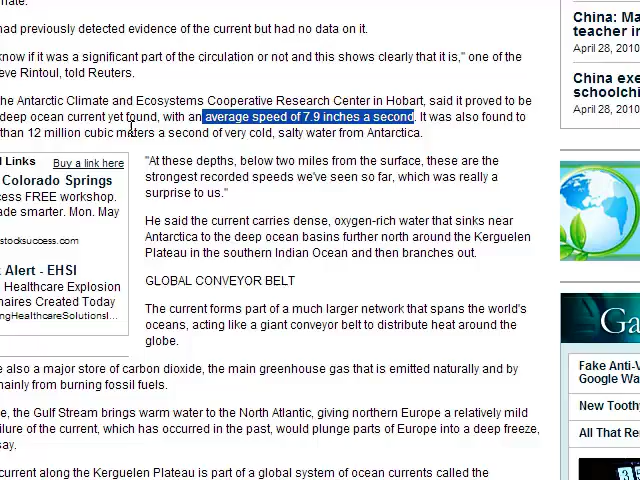 mate.
had previously detected evidence of the current but had no data on it.
know if it was a significant part of the circulation or not and this shows clearly that it is," one of the
eve Rintoul, told Reuters.
the Antarctic Climate and Ecosystems Cooperative Research Center in Hobart, said it proved to be
deep ocean current yet found, with an average speed of 7.9 inches a second. It was also found to
than 12 million cubic meters a second of very cold, salty water from Antarctica.
Links Buy a link here
Colorado Springs
cess FREE workshop.
ade smarter. Mon. May
stocksuccess.com
Alert - EHSI
Healthcare Explosion
naires Created Today
ngHealthcareSolutionsI...
"At these depths, below two miles from the surface, these are the
strongest recorded speeds we've seen so far, which was really a
surprise to us."
He said the current carries dense, oxygen-rich water that sinks near
Antarctica to the deep ocean basins further north around the Kerguelen
Plateau in the southern Indian Ocean and then branches out.
GLOBAL CONVEYOR BELT
The current forms part of a much larger network that spans the world's
oceans, acting like a giant conveyor belt to distribute heat around the
globe.
e also a major store of carbon dioxide, the main greenhouse gas that is emitted naturally and by
mainly from burning fossil fuels.
e, the Gulf Stream brings warm water to the North Atlantic, giving northern Europe a relatively mild
ilure of the current, which has occurred in the past, would plunge parts of Europe into a deep freeze,
say.
current along the Kerguelen Plateau is part of a global system of ocean currents called the
China: Ma
teacher in
April 28, 2010
China exe
schoolchi
April 28, 2010
Ga
Fake Anti-V
Google Wa
New Tooth
All That Re